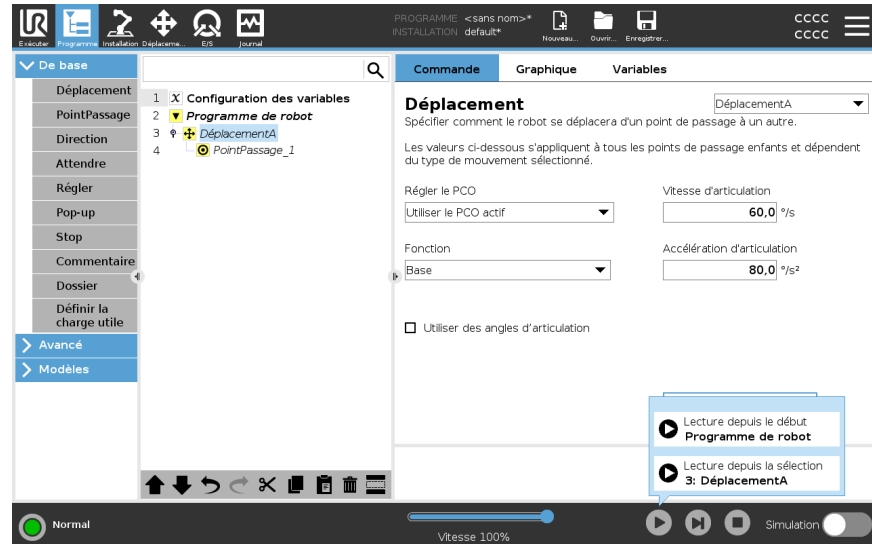 UR
Exécuter
Programme
Installation
Déplaceme...
E/S
Journal
PROGRAMME <sans nom>*
INSTALLATION default*
Nouveau...
Ouvrir...
Enregistrer...
CCCC
CCCC
De base
Déplacement
PointPassage
Direction
Attendre
Régler
Pop-up
Stop
Commentaire
Dossier
Définir la
charge utile
Avancé
Modèles
1 X Configuration des variables
2 Programme de robot
3 DéplacementA
4 PointPassage_1
Commande Graphique Variables
Déplacement
DéplacementA
Spécifier comment le robot se déplacera d'un point de passage à un autre.
Les valeurs ci-dessous s'appliquent à tous les points de passage enfants et dépendent
du type de mouvement sélectionné.
Régler le PCO
Vitesse d'articulation
Utiliser le PCO actif
60,0 °/s
Fonction
Accélération d'articulation
Base
80,0 °/s²
Utiliser des angles d'articulation
Lecture depuis le début
Programme de robot
Lecture depuis la sélection
3: DéplacementA
Normal
Vitesse 100%
Simulation